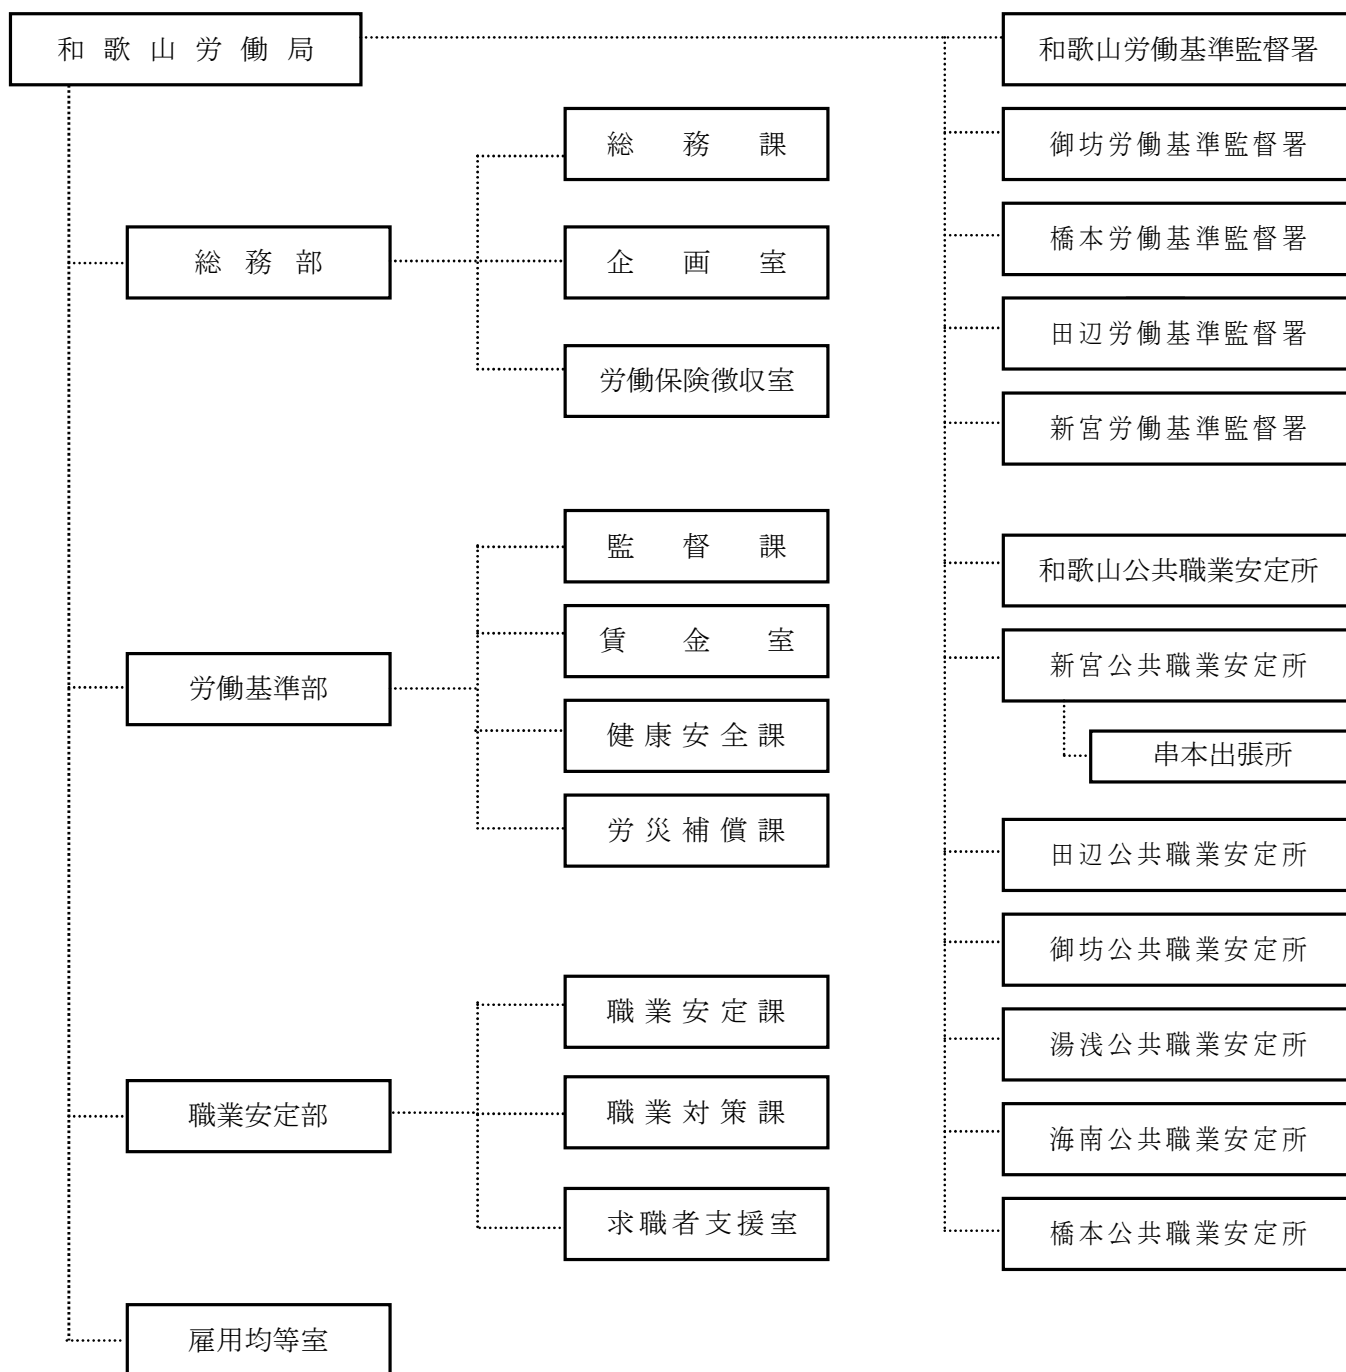 和歌山労働局
総務部
総務課
企画室
労働保険徴収室
労働基準部
監督課
賃金室
健康安全課
労災補償課
職業安定部
職業安定課
職業対策課
求職者支援室
雇用均等室
和歌山労働基準監督署
御坊労働基準監督署
橋本労働基準監督署
田辺労働基準監督署
新宮労働基準監督署
和歌山公共職業安定所
新宮公共職業安定所
串本出張所
田辺公共職業安定所
御坊公共職業安定所
湯浅公共職業安定所
海南公共職業安定所
橋本公共職業安定所